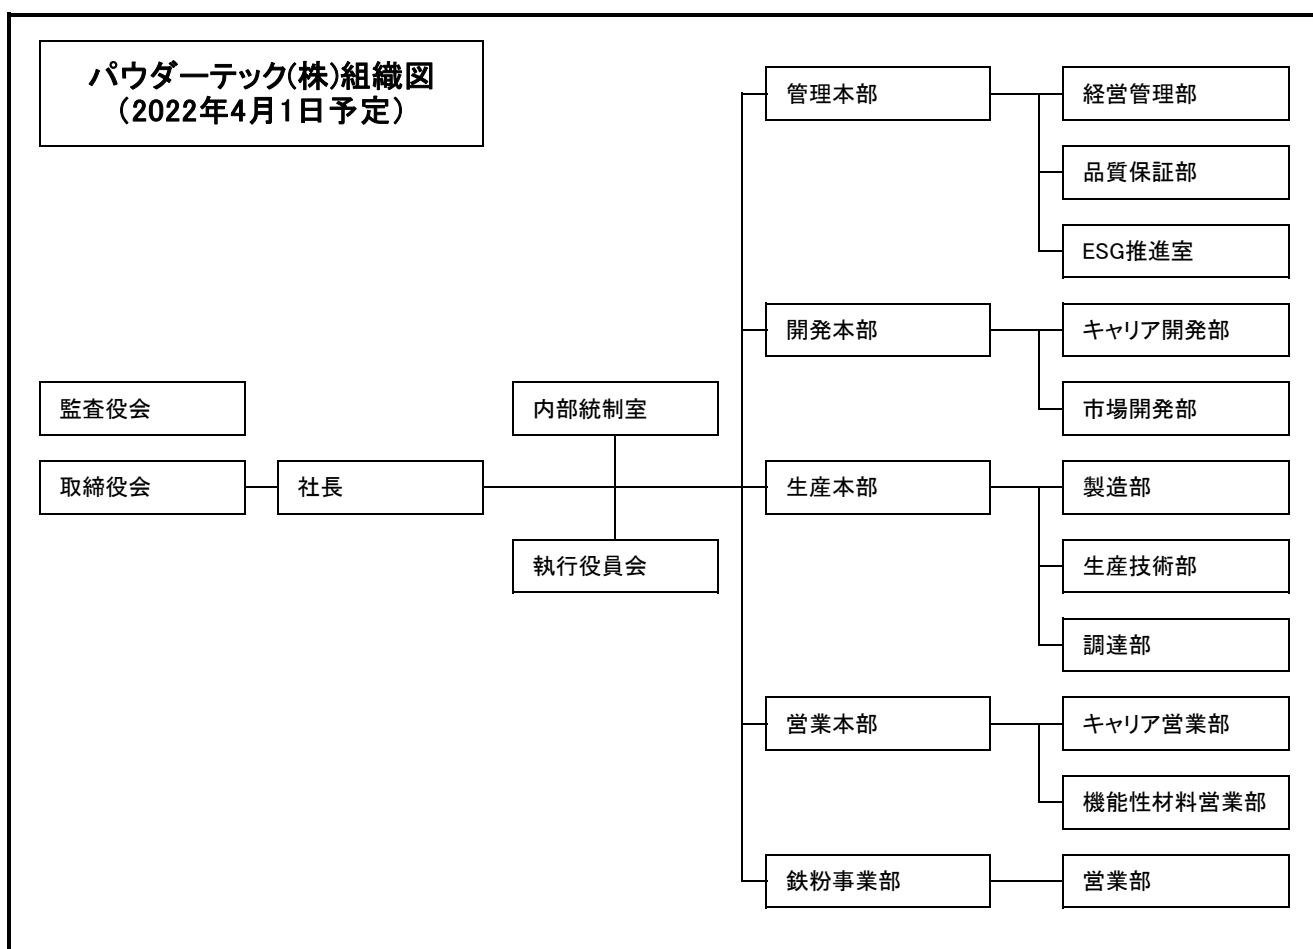 パウダーテック(株)組織図
(2022年4月1日予定)
管理本部
経営管理部
品質保証部
ESG推進室
開発本部
キャリア開発部
市場開発部
監査役会
内部統制室
取締役会
社長
生産本部
製造部
執行役員会
生産技術部
調達部
営業本部
キャリア営業部
機能性材料営業部
鉄粉事業部
営業部